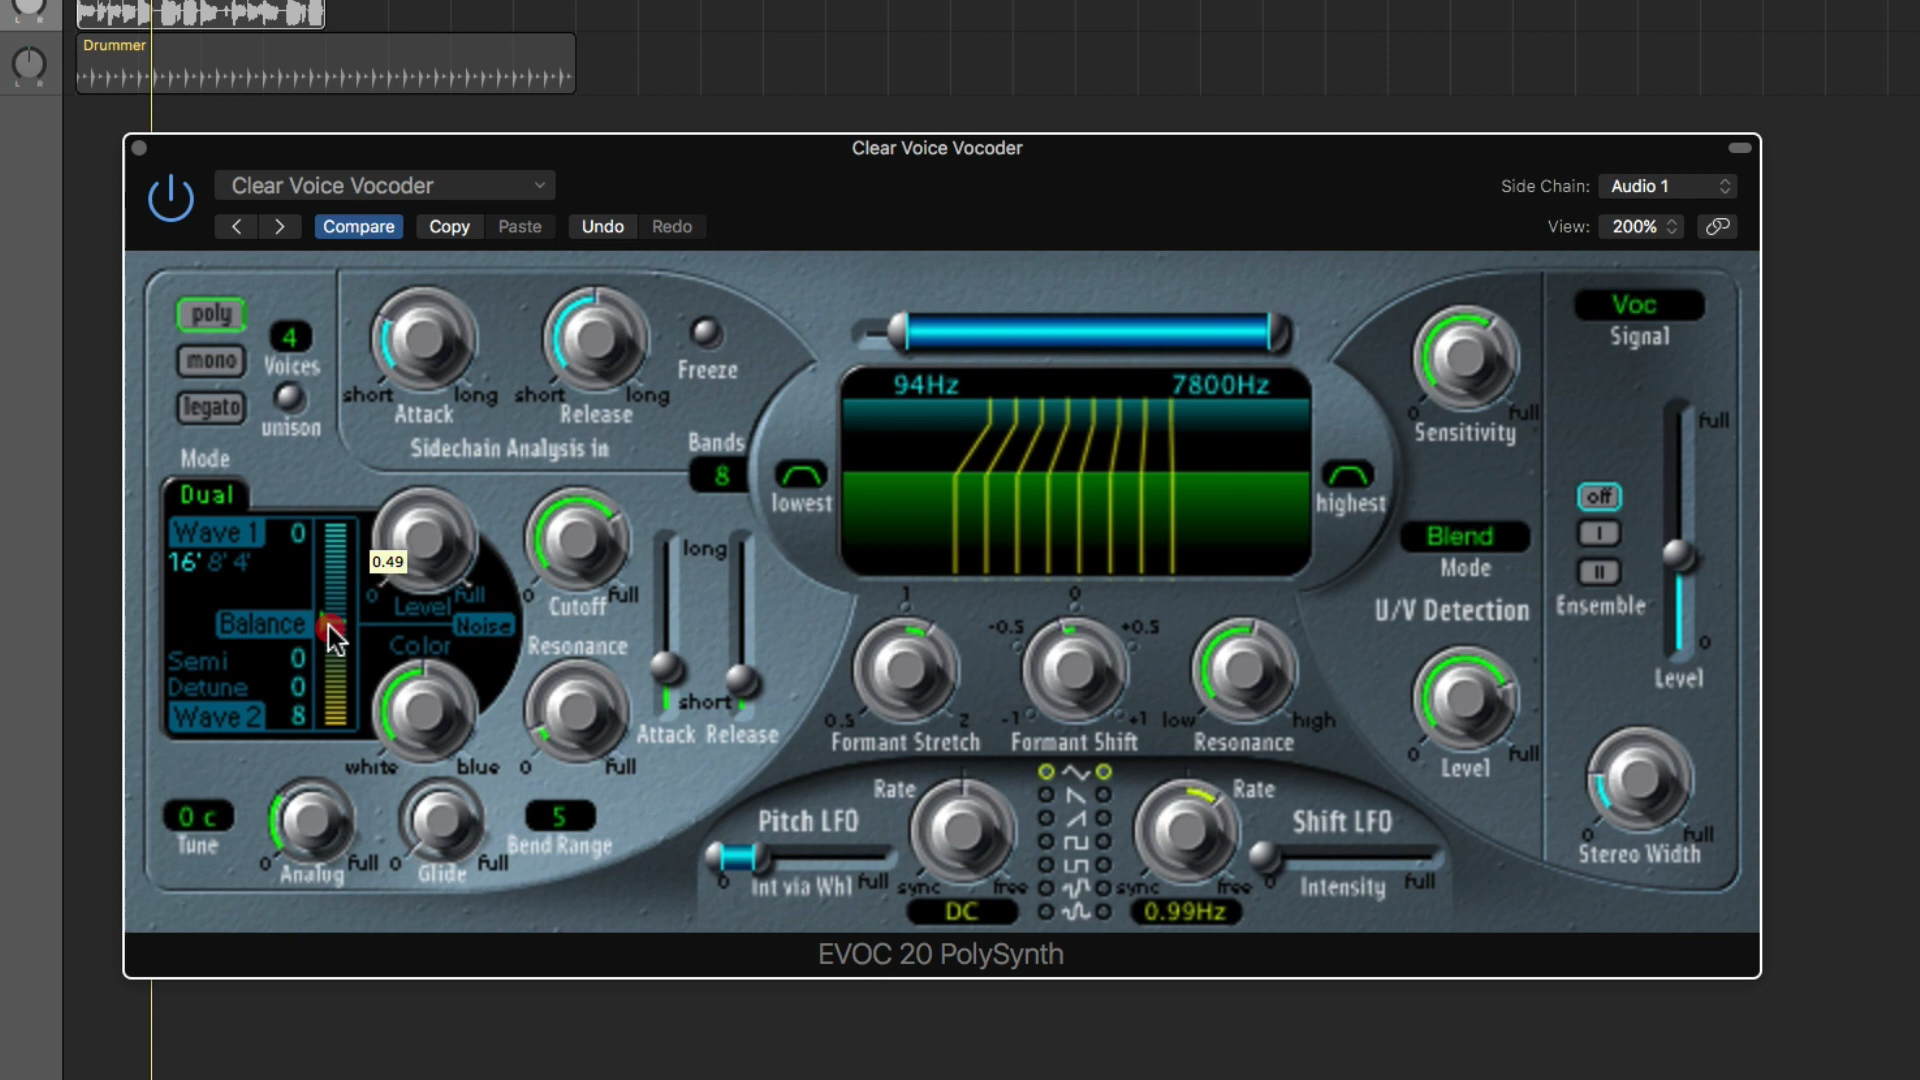 L R
Drummer
L R
Clear Voice Vocoder
Clear Voice Vocoder
Side Chain: Audio 1
Compare Copy Paste Undo Redo
View: 200%
poly
mono
legato
4
Voices
unison
Mode
short long
Attack
short long
Release
Freeze
Sidechain Analysis in
Bands
8
94Hz 7800Hz
lowest
highest
0 full
Sensitivity
Voc
Signal
full
off
I
II
Ensemble
0
Level
Blend
Mode
U/V Detection
0 full
Level
0 full
Stereo Width
Dual
Wave 1 0
16' 8' 4'
Balance
Semi 0
Detune 0
Wave 2 8
0.49
0 full
Level
Noise
Color
white blue
0 full
Cutoff
Resonance
0 full
long
short
Attack Release
1
0.5 2
Formant Stretch
0
-0.5 +0.5
-1 +1
Formant Shift
low high
Resonance
0 c
Tune
0 full
Analog
0 full
Glide
5
Bend Range
Pitch LFO
0 full
Int via Whl
Rate
sync free
DC
Rate
sync free
0.99Hz
Shift LFO
0 full
Intensity
EVOC 20 PolySynth